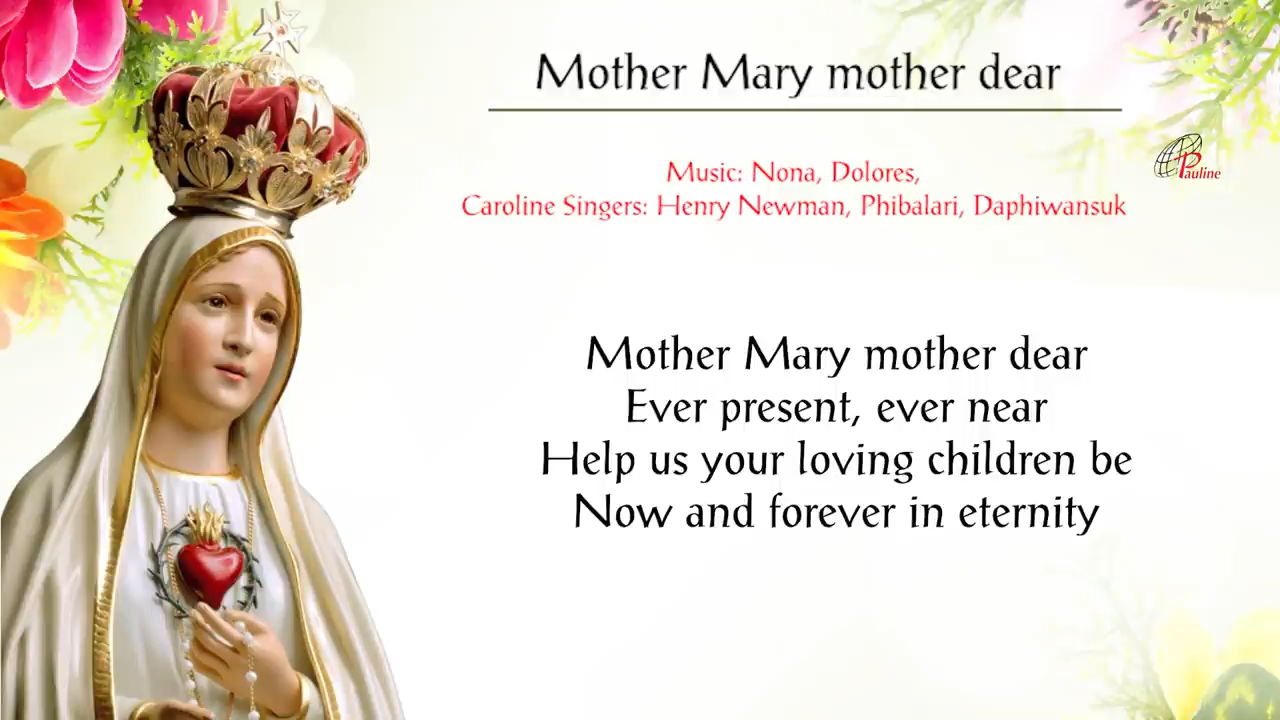 Mother Mary mother dear
Music: Nona, Dolores,
Caroline Singers: Henry Newman, Phibalari, Daphiwansuk
Pauline
Mother Mary mother dear
Ever present, ever near
Help us your loving children be
Now and forever in eternity